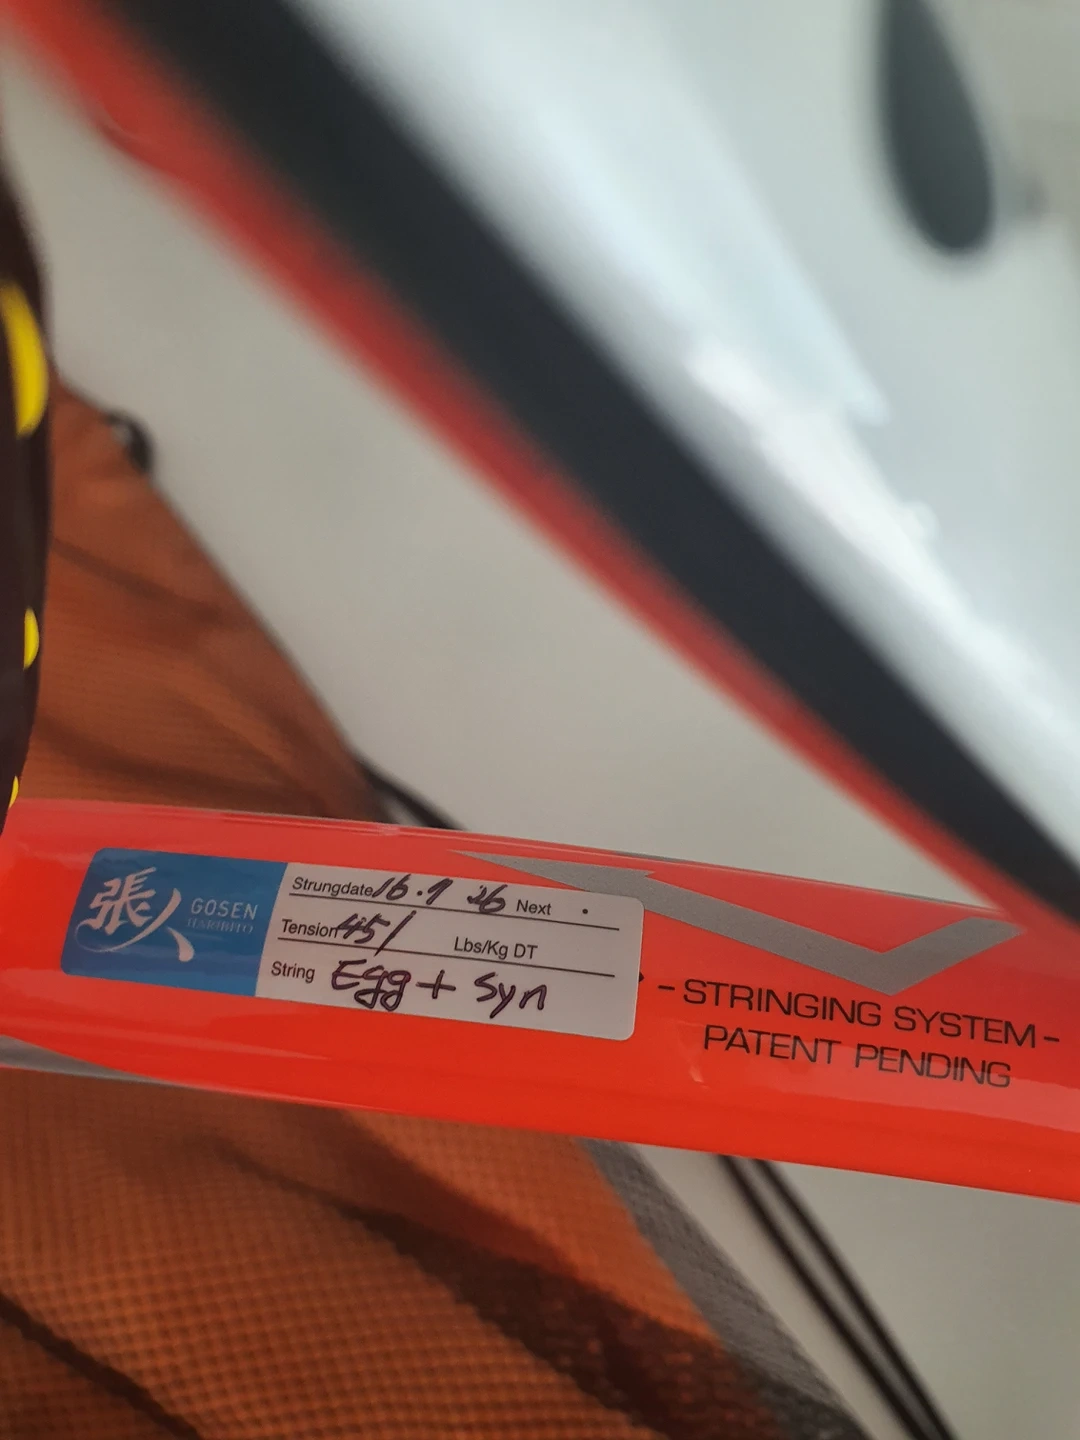 張人
GOSEN
HARIBITO
Strungdate 16.9 26 Next .
Tension 45/ Lbs/Kg DT
String Egg + Syn
- STRINGING SYSTEM -
PATENT PENDING